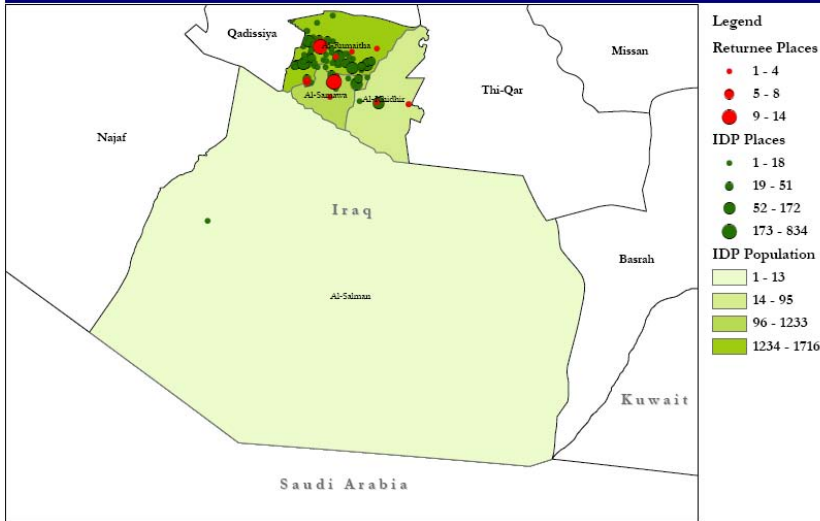 Qadissiya
Al-Rumaitha
Missan
Thi-Qar
Al-Samawa
Al-Khidhir
Najaf
Iraq
Basrah
Al-Salman
Kuwait
Saudi Arabia
Legend
Returnee Places
1 - 4
5 - 8
9 - 14
IDP Places
1 - 18
19 - 51
52 - 172
173 - 834
IDP Population
1 - 13
14 - 95
96 - 1233
1234 - 1716